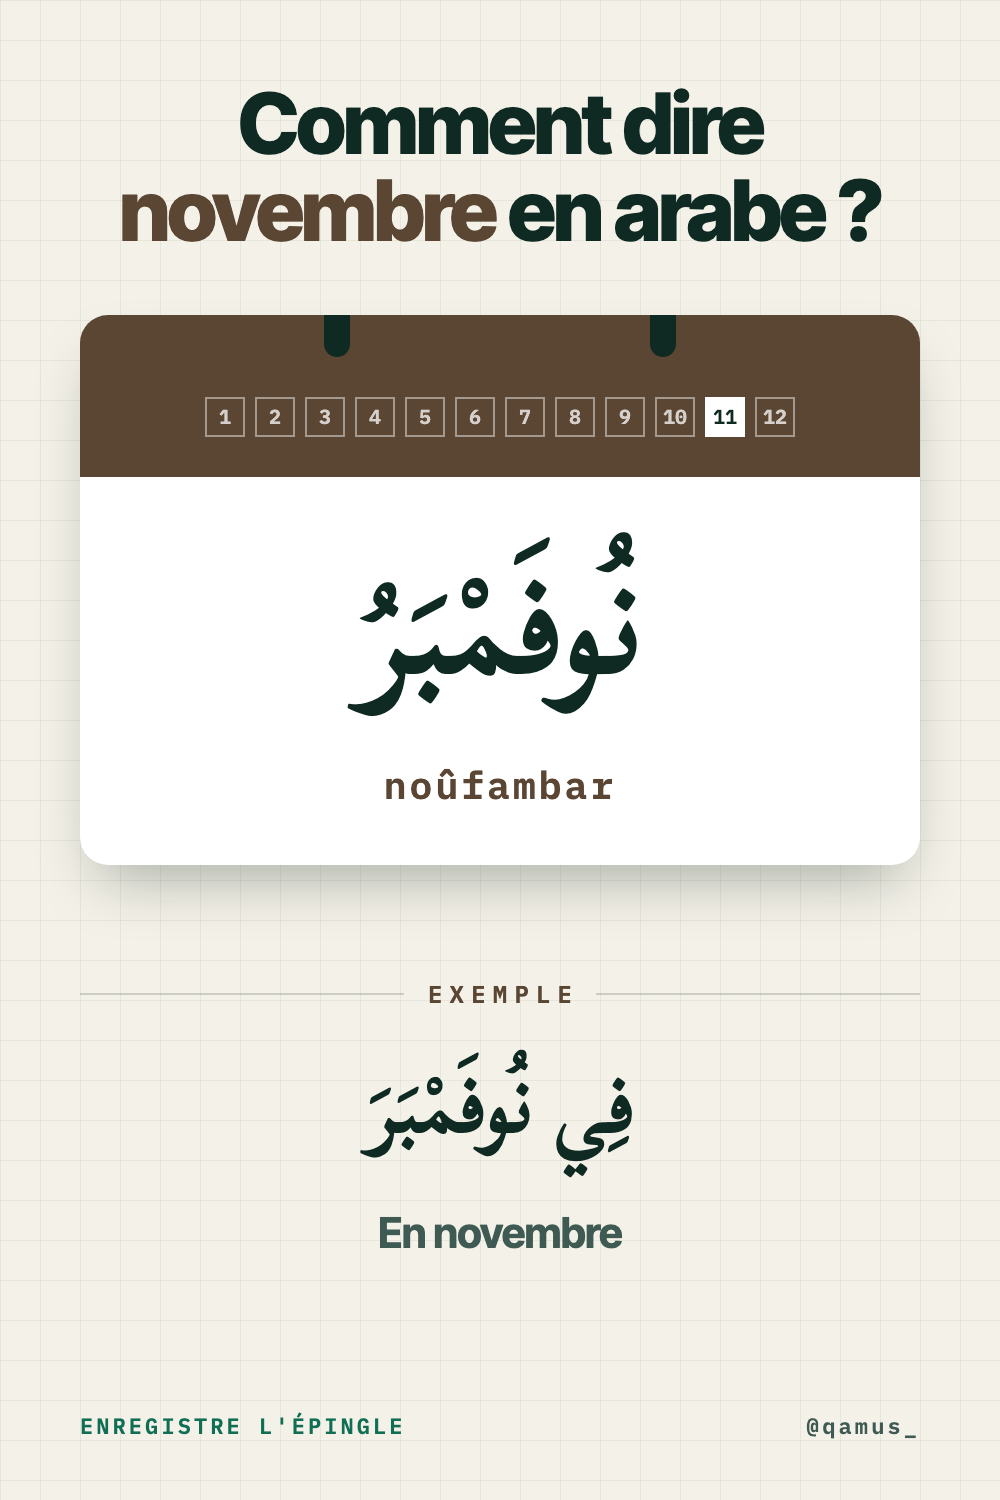 Comment dire
novembre en arabe ?
1 2 3 4 5 6 7 8 9 10 11 12
نُوفَمْبَرُ
noûfambar
EXEMPLE
فِي نُوفَمْبَرَ
En novembre
ENREGISTRE L'ÉPINGLE
@qamus_